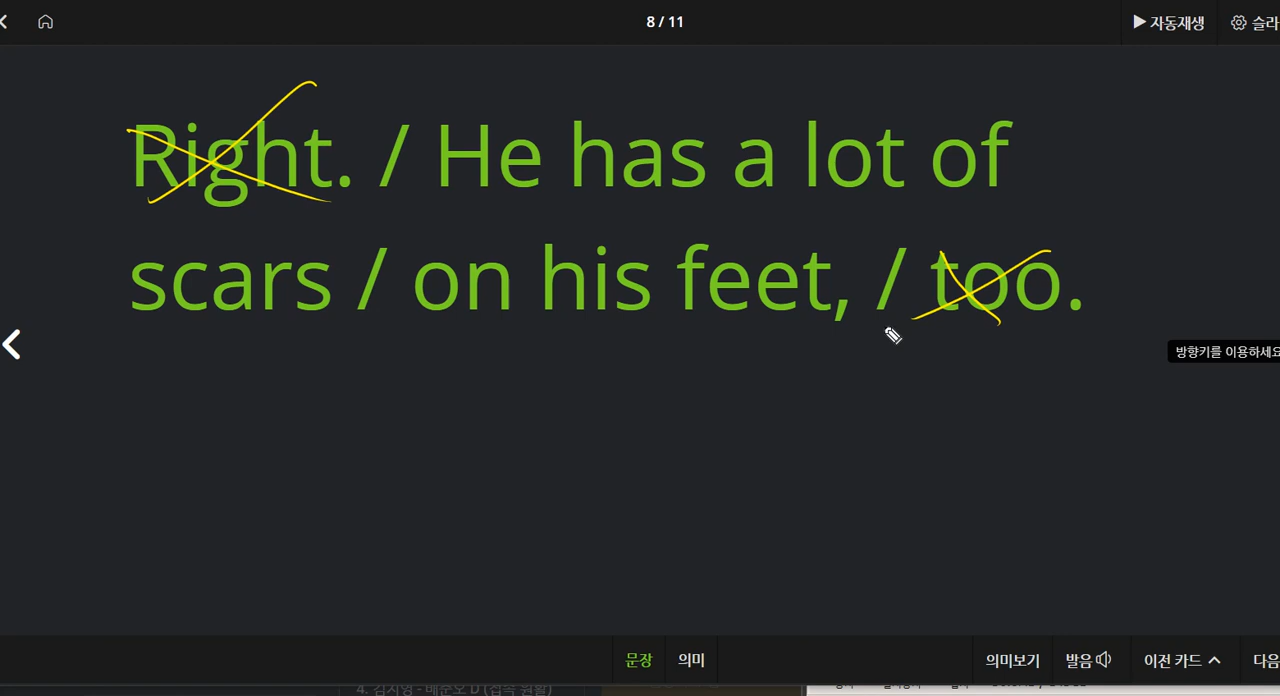 8 / 11
▶ 자동재생
슬라
Right. / He has a lot of
scars / on his feet, / too.
방향키를 이용하세요
문장 의미
의미보기 발음 이전 카드 다음